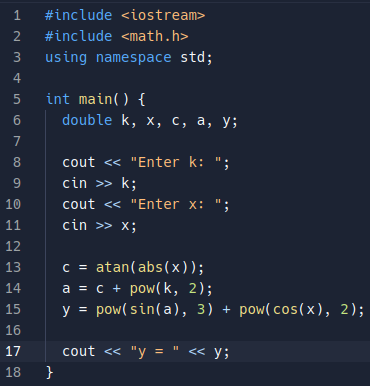 1 #include <iostream>
2 #include <math.h>
3 using namespace std;
4
5 int main() {
6   double k, x, c, a, y;
7
8   cout << "Enter k: ";
9   cin >> k;
10   cout << "Enter x: ";
11   cin >> x;
12
13   c = atan(abs(x));
14   a = c + pow(k, 2);
15   y = pow(sin(a), 3) + pow(cos(x), 2);
16
17   cout << "y = " << y;
18 }